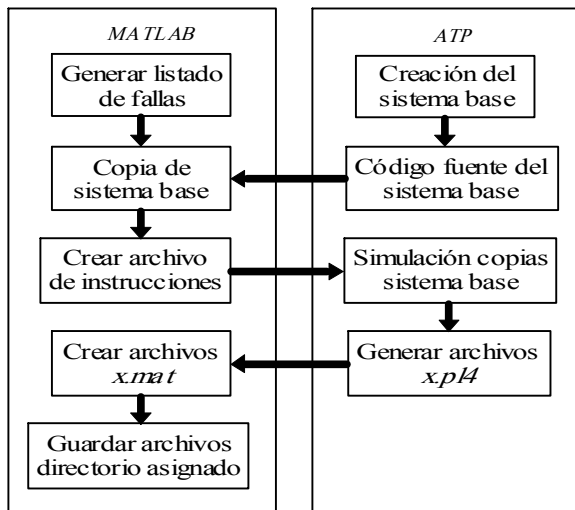 MATLAB
Generar listado
de fallas
Copia de
sistema base
Crear archivo
de instrucciones
Crear archivos
x.mat
Guardar archivos
directorio asignado
ATP
Creación del
sistema base
Código fuente del
sistema base
Simulación copias
sistema base
Generar archivos
x.pl4